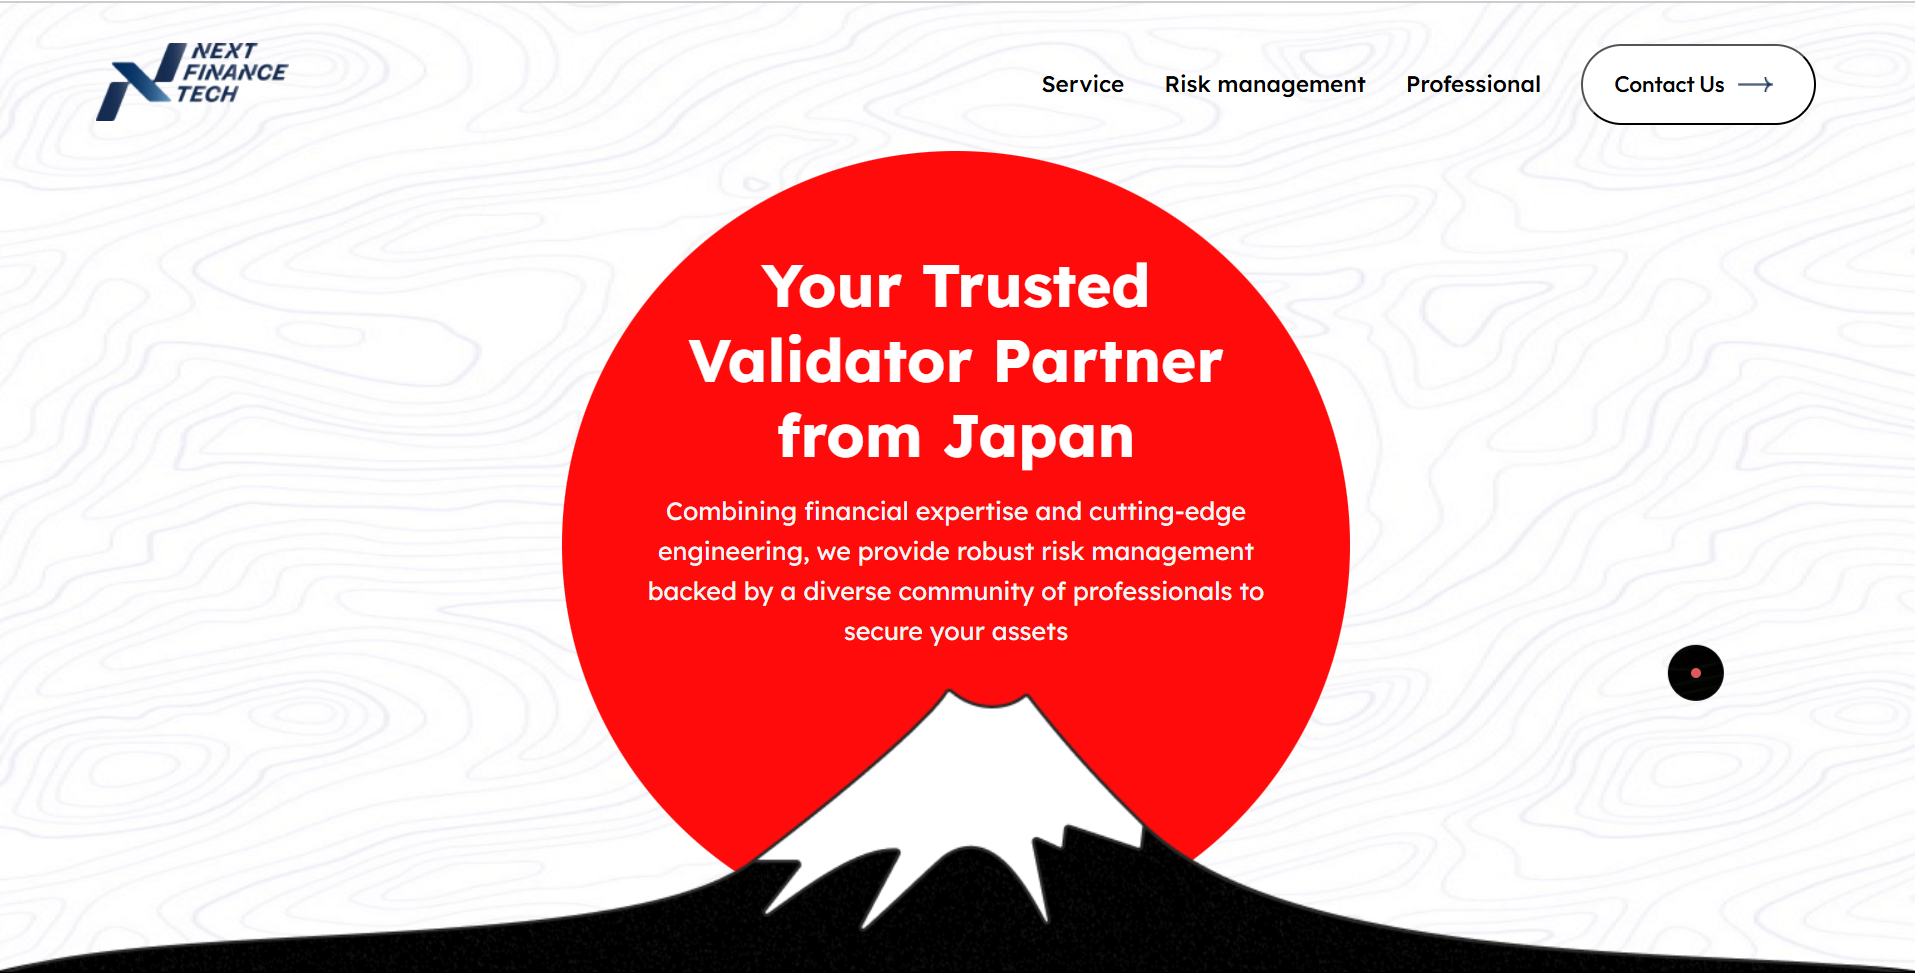 NEXT
FINANCE
TECH
Service
Risk management
Professional
Contact Us
Your Trusted
Validator Partner
from Japan
Combining financial expertise and cutting-edge
engineering, we provide robust risk management
backed by a diverse community of professionals to
secure your assets